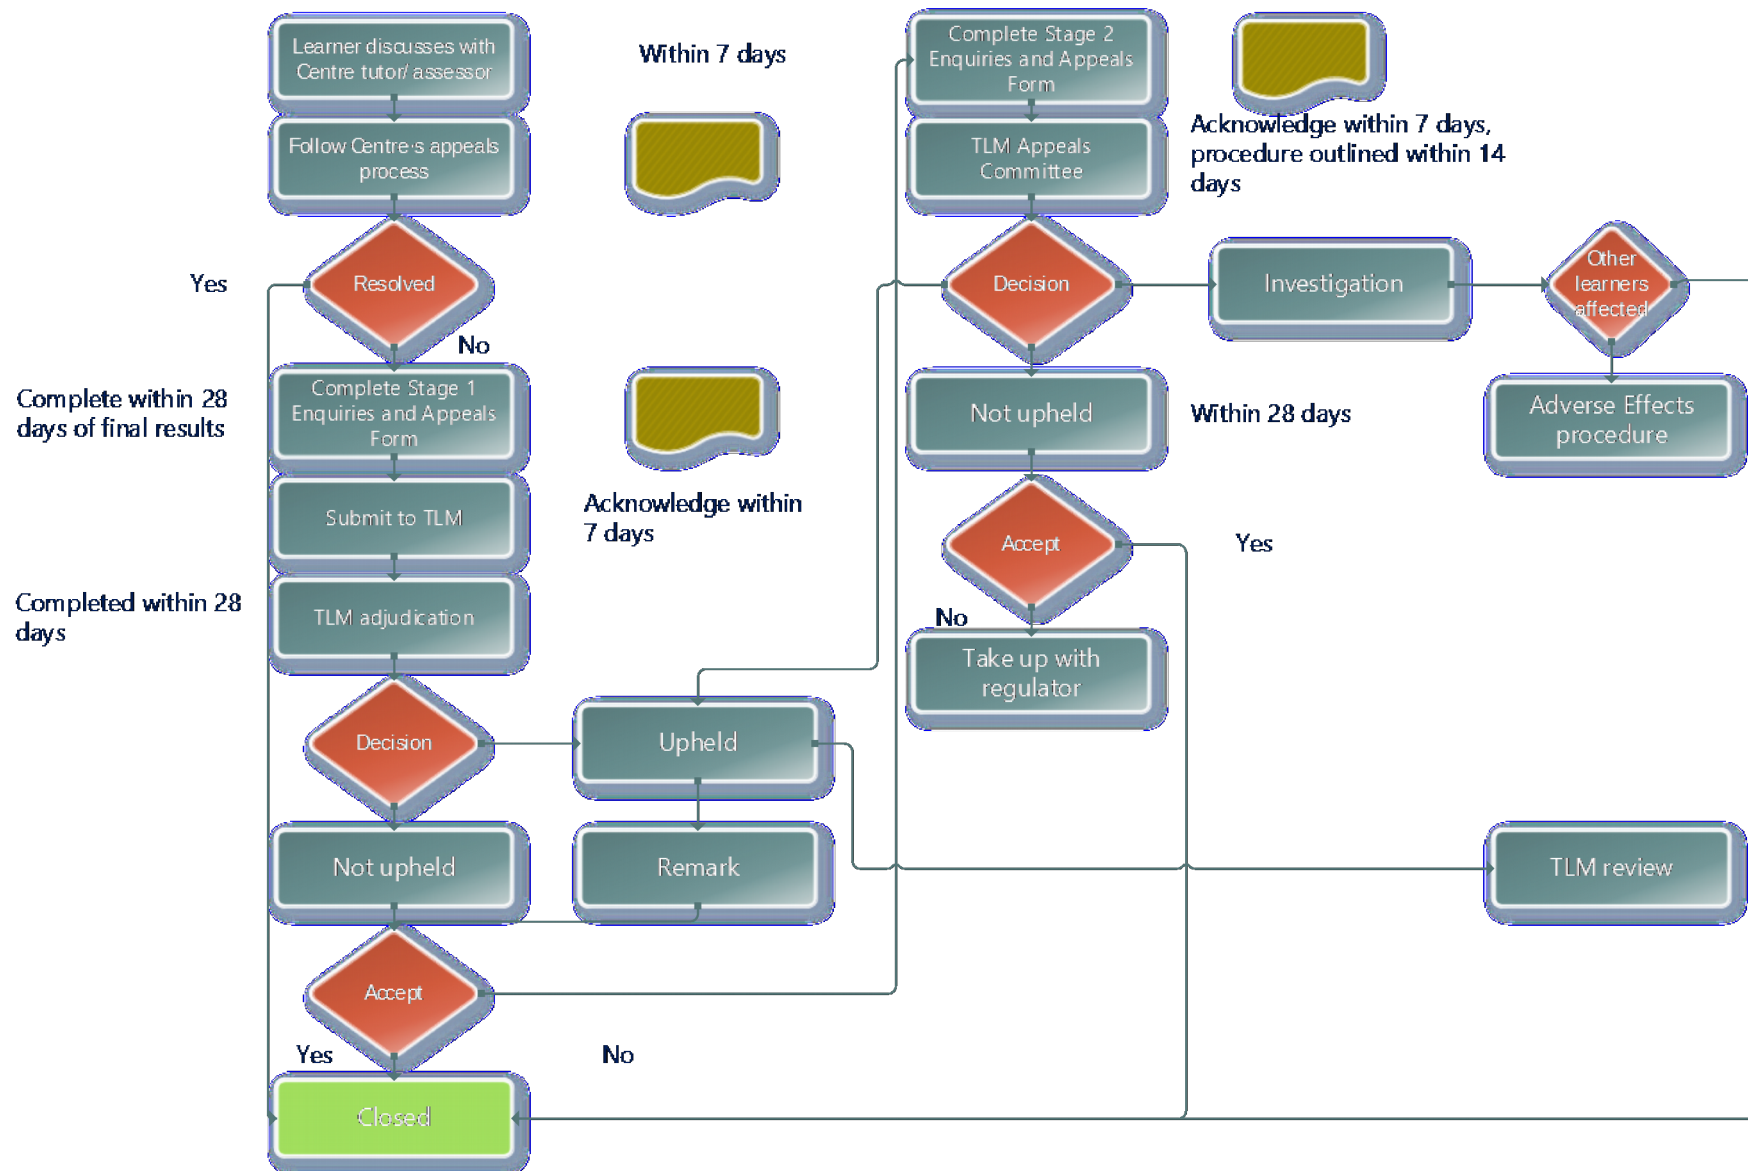 Learner discusses with
Centre tutor/ assessor
Within 7 days
Follow Centre·s appeals
process
Yes
Resolved
No
Complete within 28
days of final results
Complete Stage 1
Enquiries and Appeals
Form
Submit to TLM
Acknowledge within
7 days
Completed within 28
days
TLM adjudication
Decision
Upheld
Not upheld
Remark
Accept
Yes
No
Closed
Complete Stage 2
Enquiries and Appeals
Form
Acknowledge within 7 days,
procedure outlined within 14
days
TLM Appeals
Committee
Decision
Investigation
Other
learners
affected
Not upheld
Within 28 days
Adverse Effects
procedure
Accept
Yes
No
Take up with
regulator
TLM review